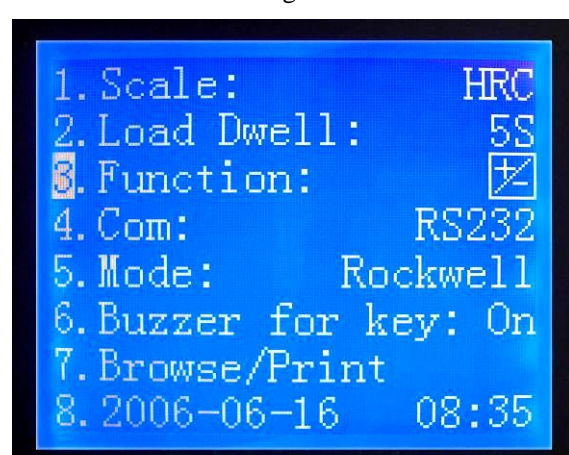 1.Scale: HRC
2.Load Dwell: 5S
3.Function: +/-
4.Com: RS232
5.Mode: Rockwell
6.Buzzer for key: On
7.Browse/Print
8.2006-06-16 08:35